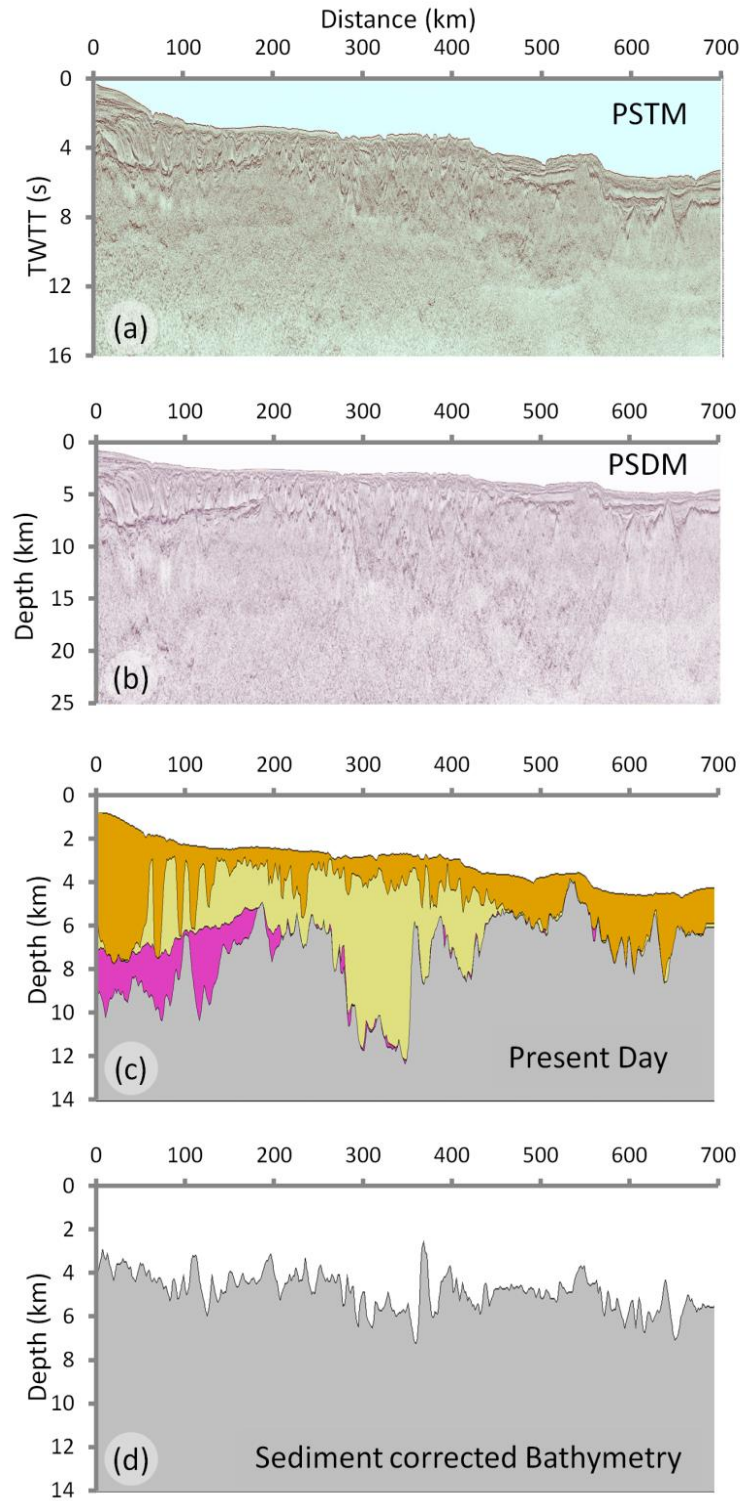 Distance (km)
0 100 200 300 400 500 600 700
PSTM
TWTT (s)
0
4
8
12
16
(a)
0 100 200 300 400 500 600 700
PSDM
Depth (km)
0
5
10
15
20
25
(b)
0 100 200 300 400 500 600 700
Depth (km)
0
2
4
6
8
10
12
14
(c)
Present Day
0 100 200 300 400 500 600 700
Depth (km)
0
2
4
6
8
10
12
14
(d)
Sediment corrected Bathymetry